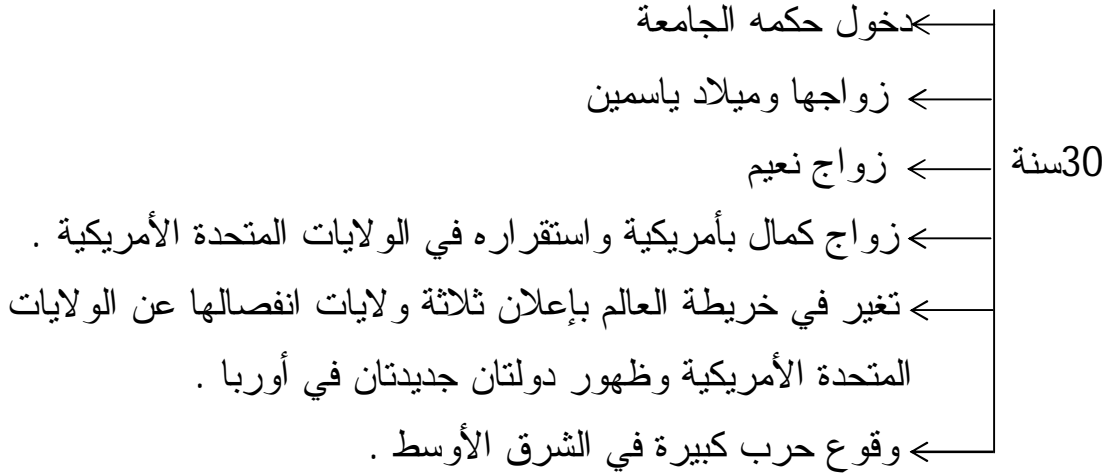 دخول حكمه الجامعة
زواجها وميلاد ياسمين
30سنة
زواج نعيم
زواج كمال بأمريكية واستقراره في الولايات المتحدة الأمريكية .
تغير في خريطة العالم بإعلان ثلاثة ولايات انفصالها عن الولايات
المتحدة الأمريكية وظهور دولتان جديدتان في أوربا .
وقوع حرب كبيرة في الشرق الأوسط .